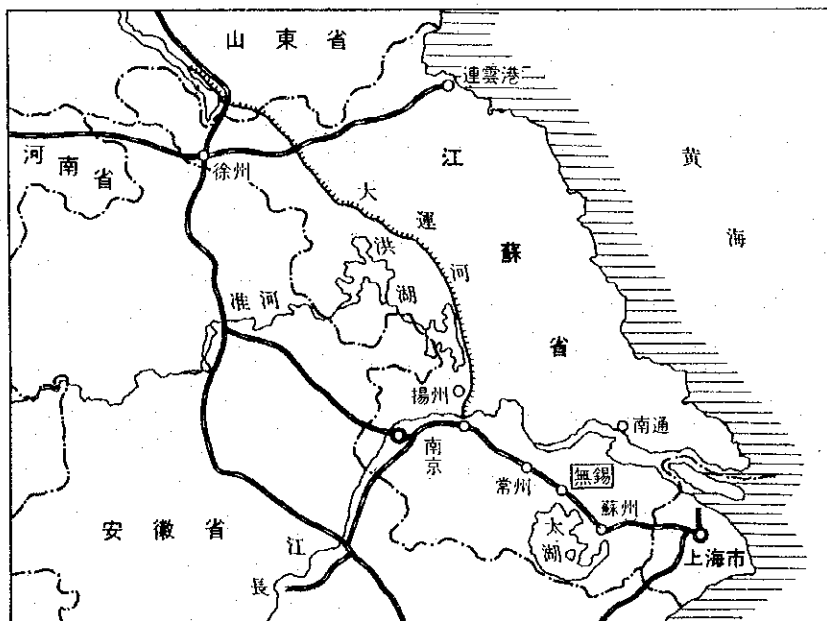 山東省
連雲港
河南省
徐州
江蘇省
黄海
大運河
洪湖
淮河
揚州
南京
南通
常州
無錫
蘇州
太湖
上海市
安徽省
長江